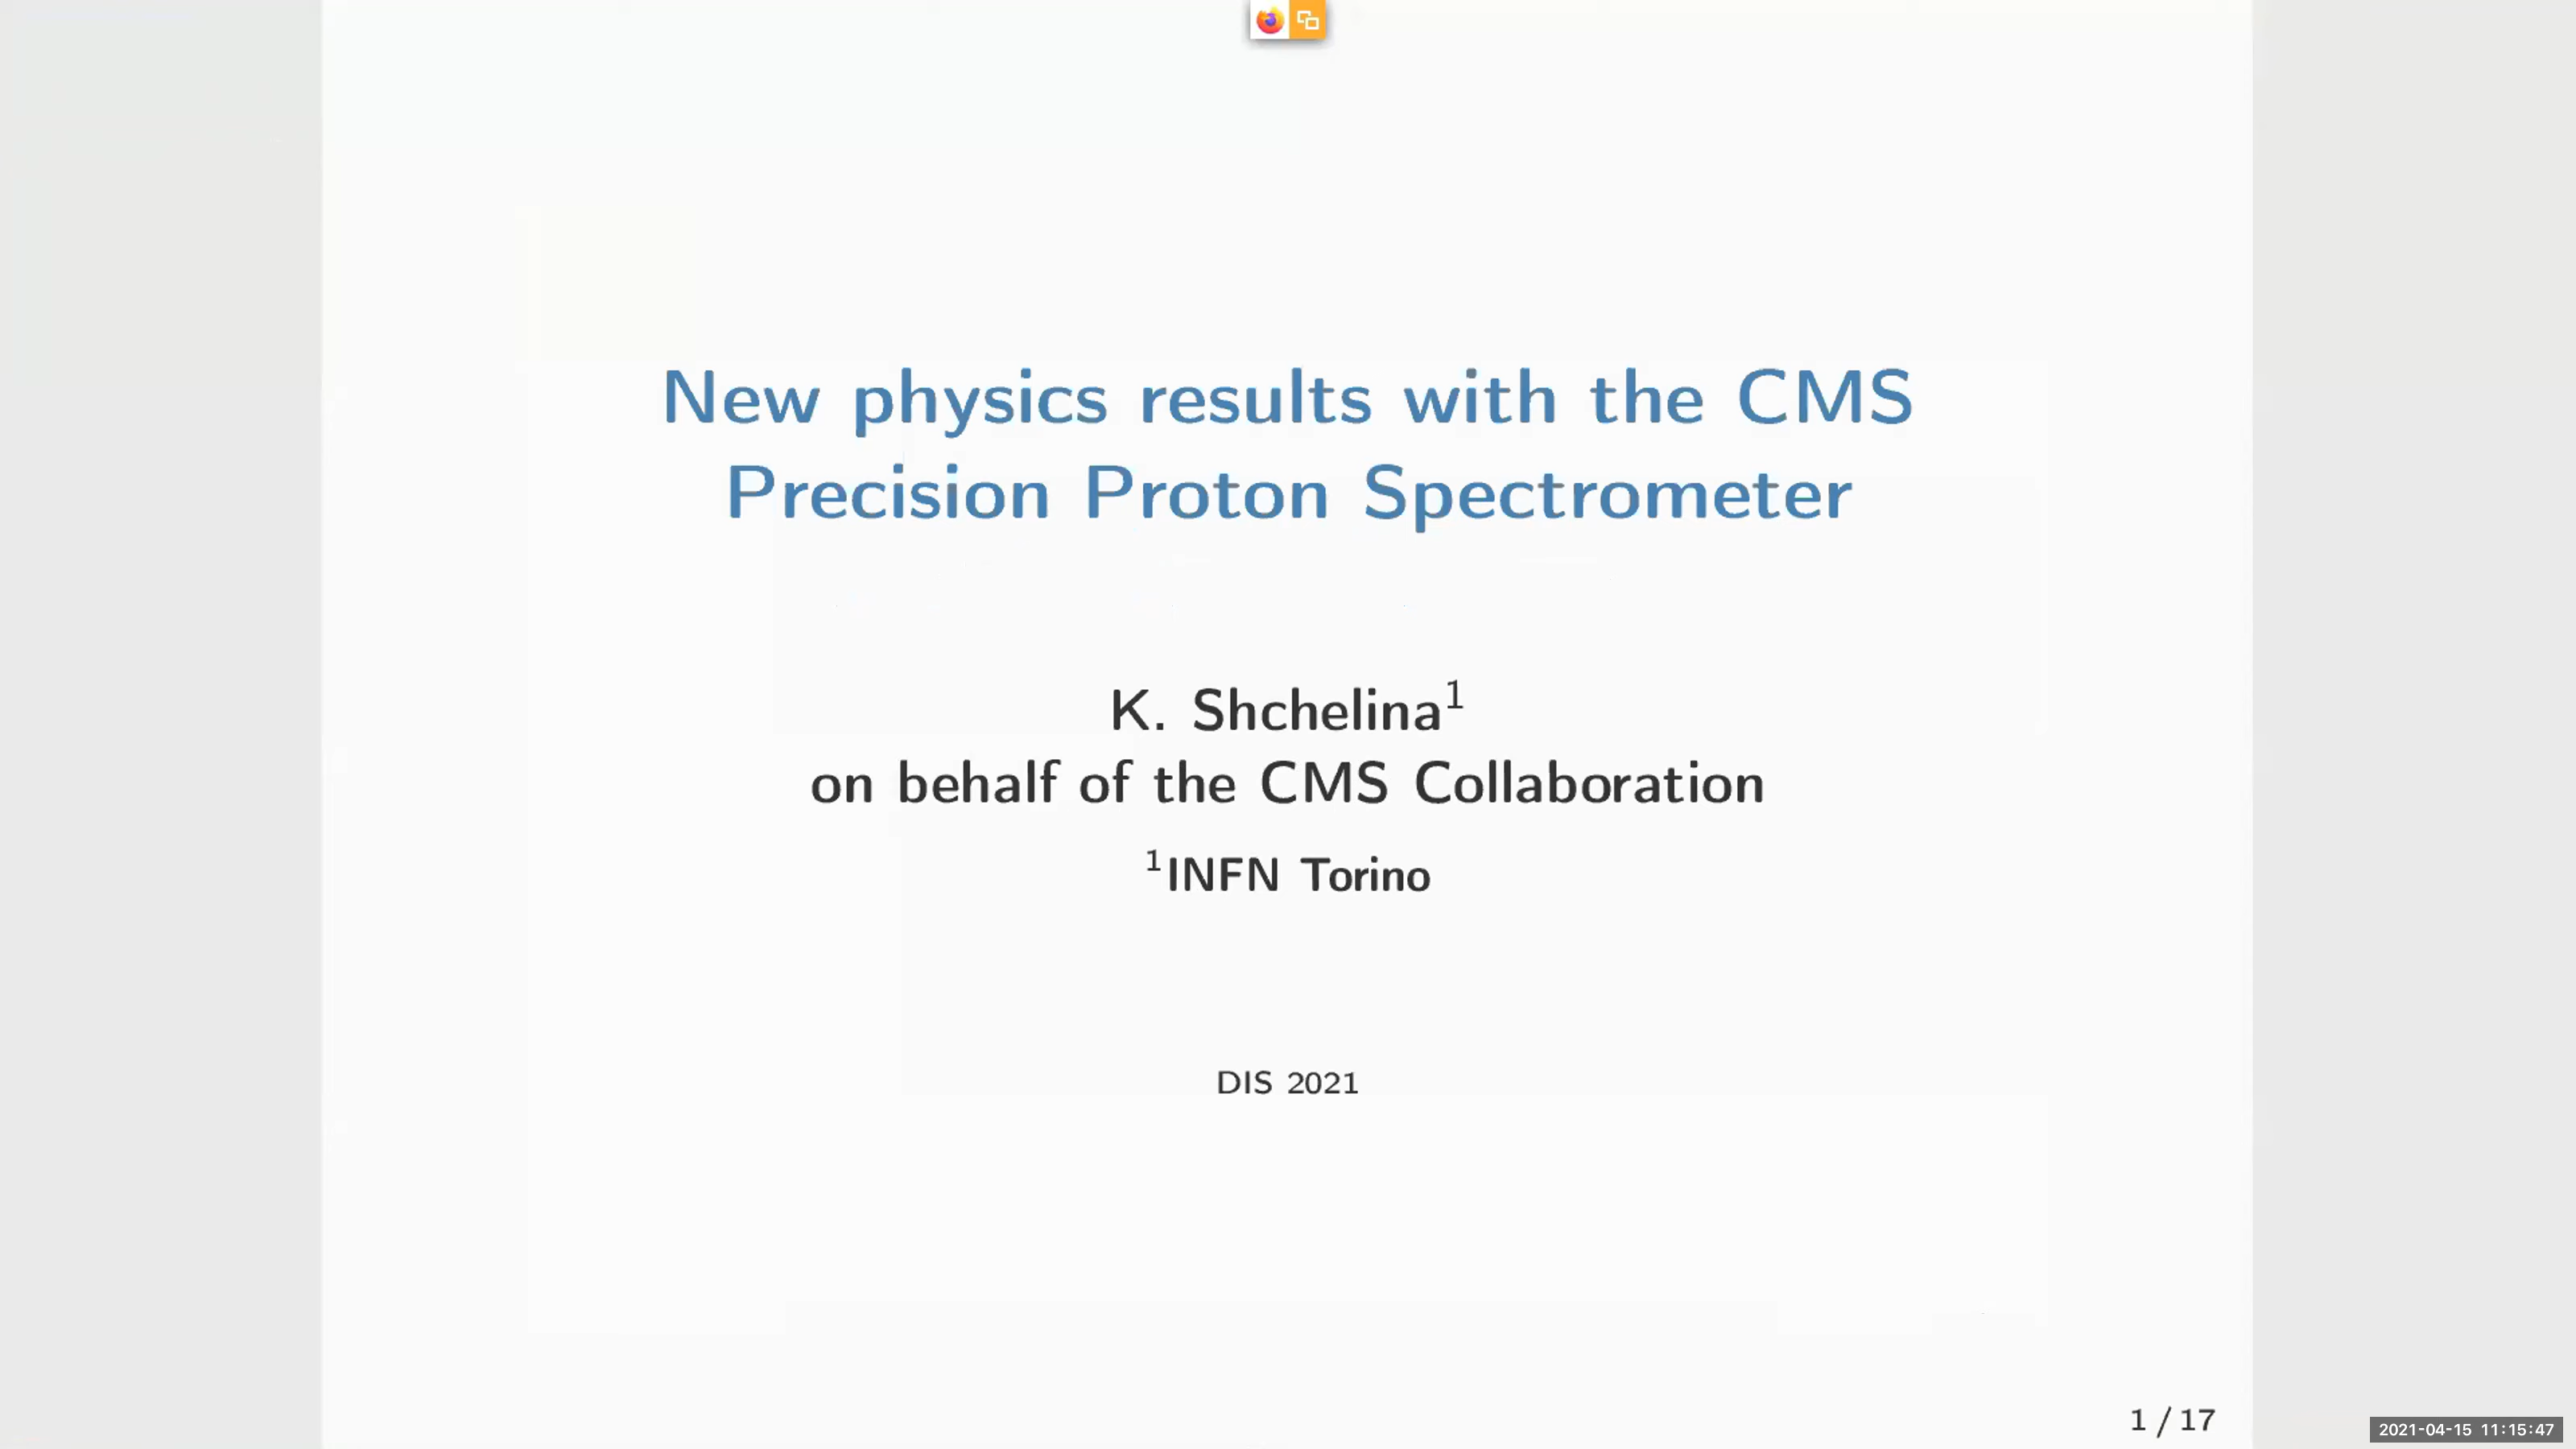 New physics results with the CMS
Precision Proton Spectrometer
K. Shchelina¹
on behalf of the CMS Collaboration
¹INFN Torino
DIS 2021
1 / 17
2021-04-15 11:15:47